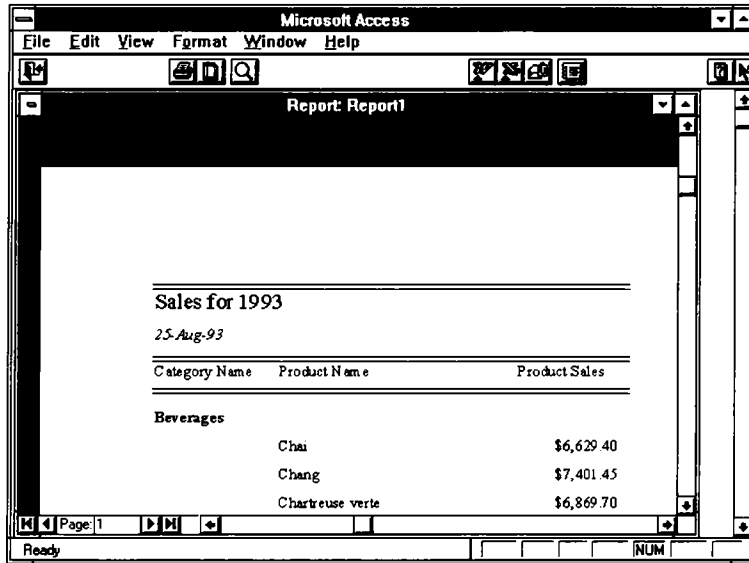 Microsoft Access
File Edit View Format Window Help
Report: Report1
Sales for 1993
25-Aug-93
Category Name Product Name Product Sales
Beverages
Chai $6,629.40
Chang $7,401.45
Chartreuse verte $6,869.70
Page: 1
Ready NUM